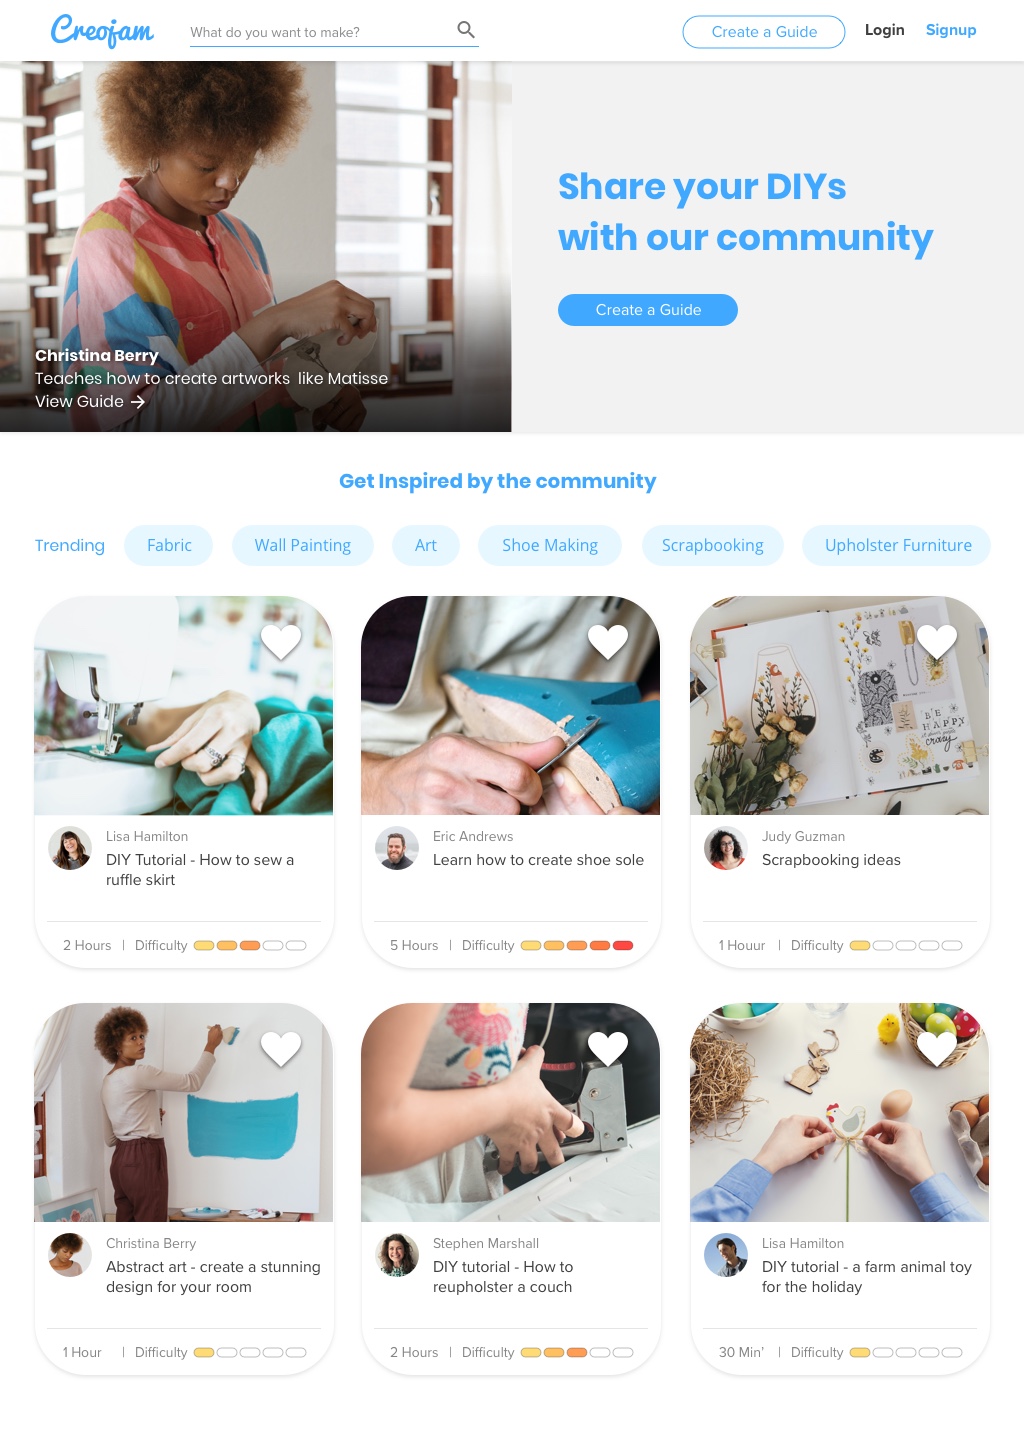 Creojam
What do you want to make?
Create a Guide
Login
Signup
Share your DIYs
with our community
Create a Guide
Christina Berry
Teaches how to create artworks like Matisse
View Guide →
Get Inspired by the community
Trending
Fabric
Wall Painting
Art
Shoe Making
Scrapbooking
Upholster Furniture
BE
HAPPY
crazy
Lisa Hamilton
DIY Tutorial - How to sew a
ruffle skirt
2 Hours | Difficulty
Eric Andrews
Learn how to create shoe sole
5 Hours | Difficulty
Judy Guzman
Scrapbooking ideas
1 Houur | Difficulty
Christina Berry
Abstract art - create a stunning
design for your room
1 Hour | Difficulty
Stephen Marshall
DIY tutorial - How to
reupholster a couch
2 Hours | Difficulty
Lisa Hamilton
DIY tutorial - a farm animal toy
for the holiday
30 Min' | Difficulty